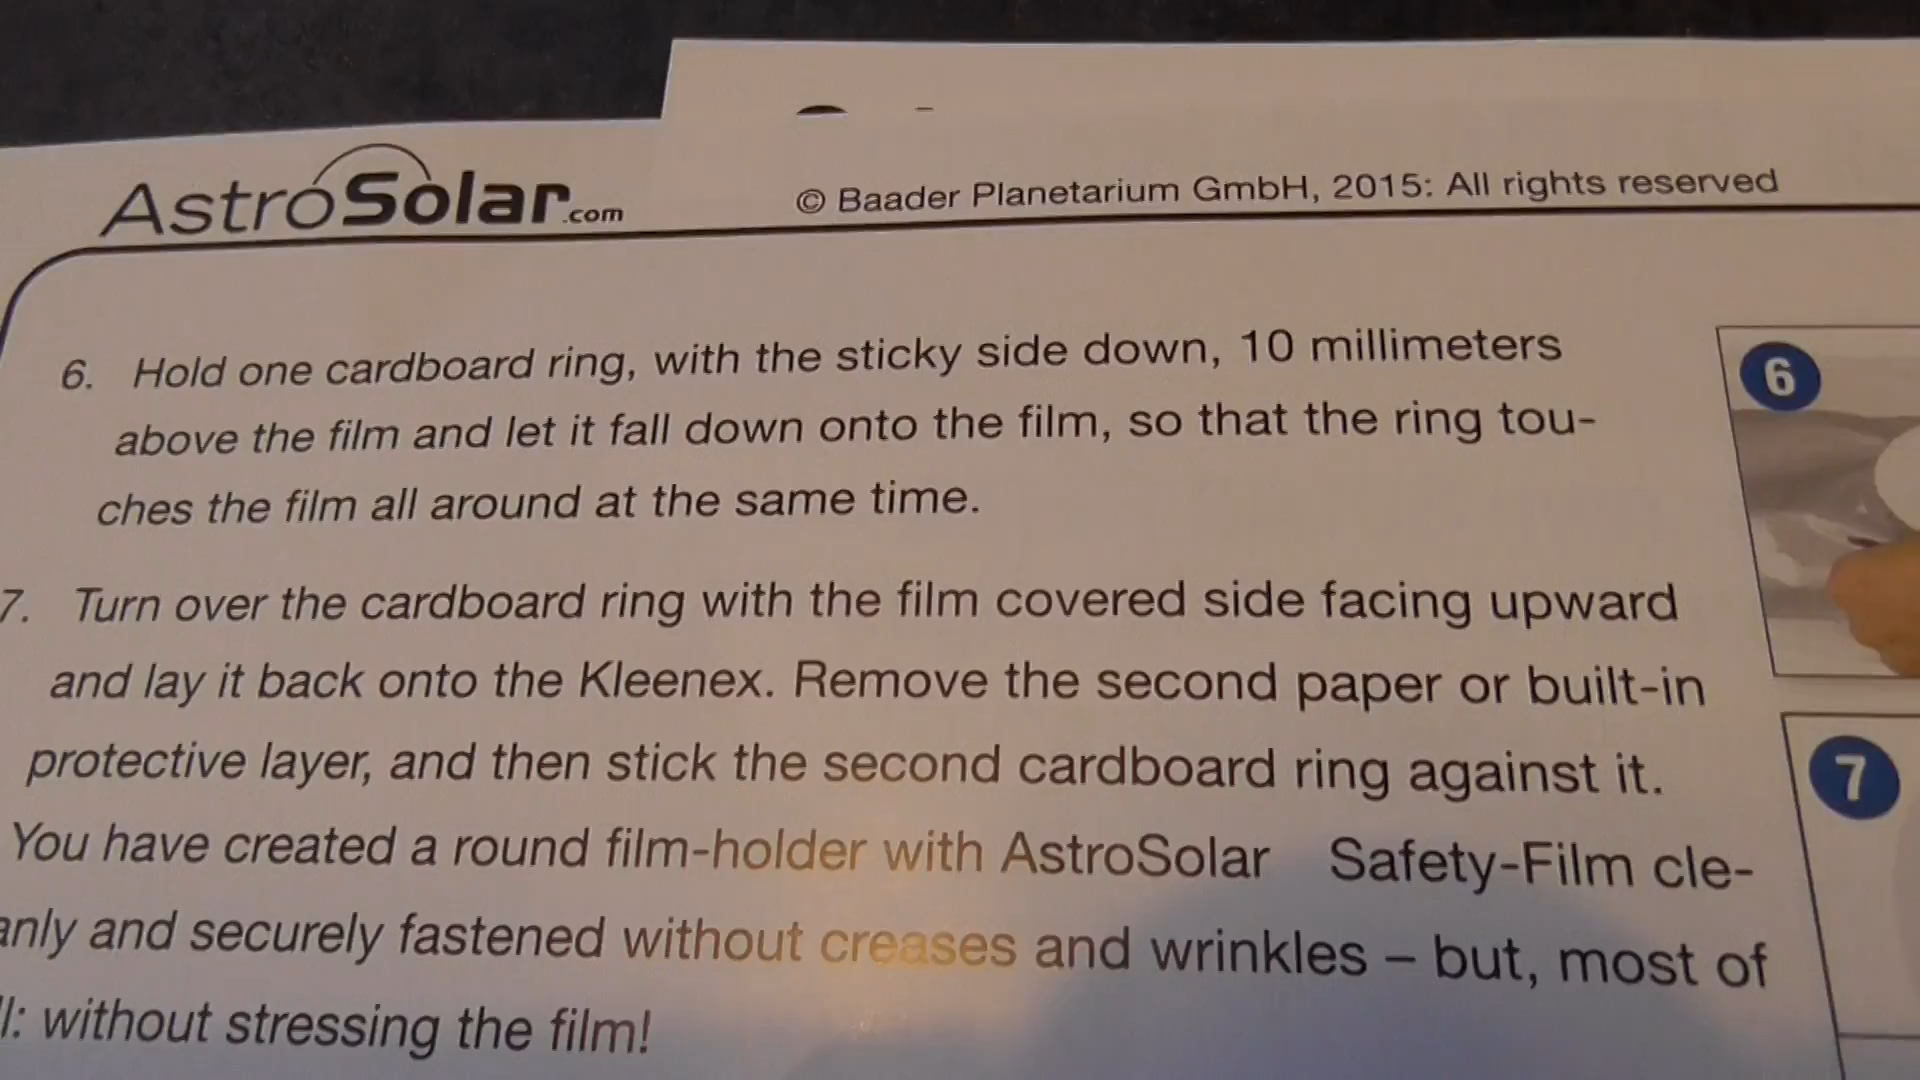 AstroSolar.com
© Baader Planetarium GmbH, 2015: All rights reserved
6. Hold one cardboard ring, with the sticky side down, 10 millimeters
above the film and let it fall down onto the film, so that the ring tou-
ches the film all around at the same time.
6
7. Turn over the cardboard ring with the film covered side facing upward
and lay it back onto the Kleenex. Remove the second paper or built-in
protective layer, and then stick the second cardboard ring against it.
7
You have created a round film-holder with AstroSolar Safety-Film cle-
anly and securely fastened without creases and wrinkles – but, most of
l: without stressing the film!